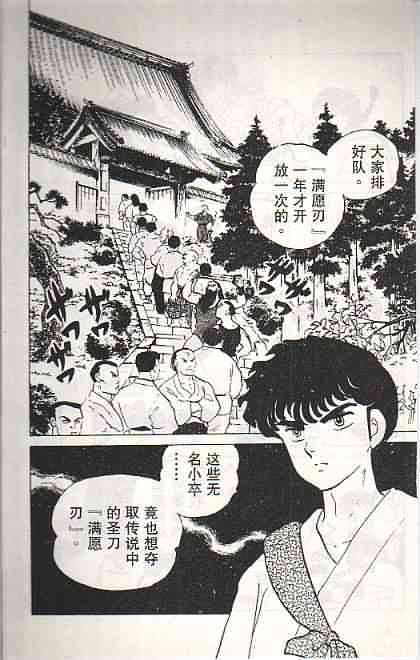 大家排
好队。
『满愿刃』
一年才开
放一次的。
这些无
名小卒
……
竟也想夺
取传说中
的圣刀
『满愿
刃』。